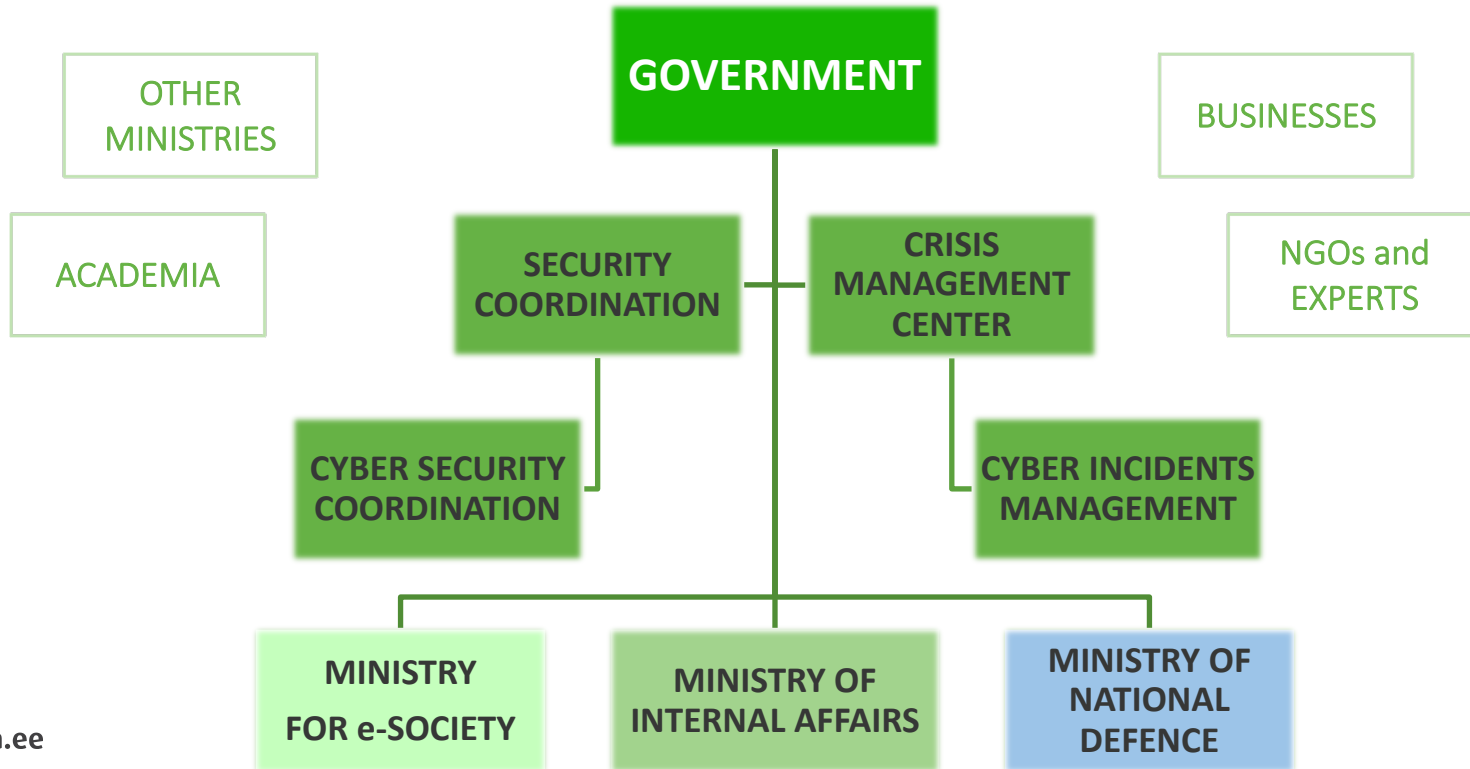 GOVERNMENT
OTHER
MINISTRIES
BUSINESSES
ACADEMIA
SECURITY
COORDINATION
CRISIS
MANAGEMENT
CENTER
NGOs and
EXPERTS
CYBER SECURITY
COORDINATION
CYBER INCIDENTS
MANAGEMENT
MINISTRY
FOR e-SOCIETY
MINISTRY OF
INTERNAL AFFAIRS
MINISTRY OF
NATIONAL
DEFENCE
.ee